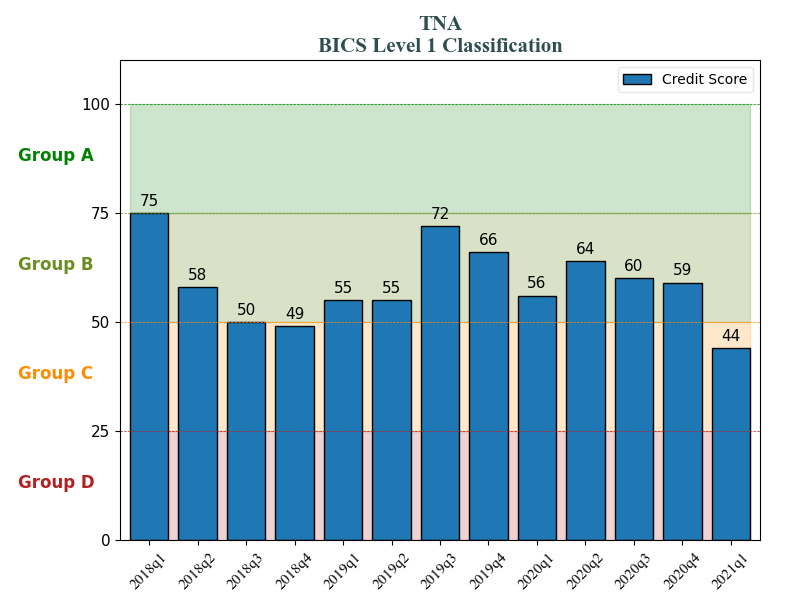 TNA
BICS Level 1 Classification
Credit Score
100
Group A
75
75
72
66
64
Group B
58
55
55
56
60
59
50
50
49
44
Group C
25
Group D
0
2018q1 2018q2 2018q3 2018q4 2019q1 2019q2 2019q3 2019q4 2020q1 2020q2 2020q3 2020q4 2021q1